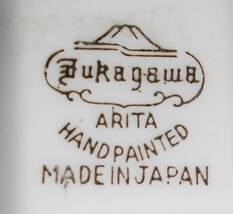 Fukagawa
ARITA
HAND PAINTED
MADE IN JAPAN